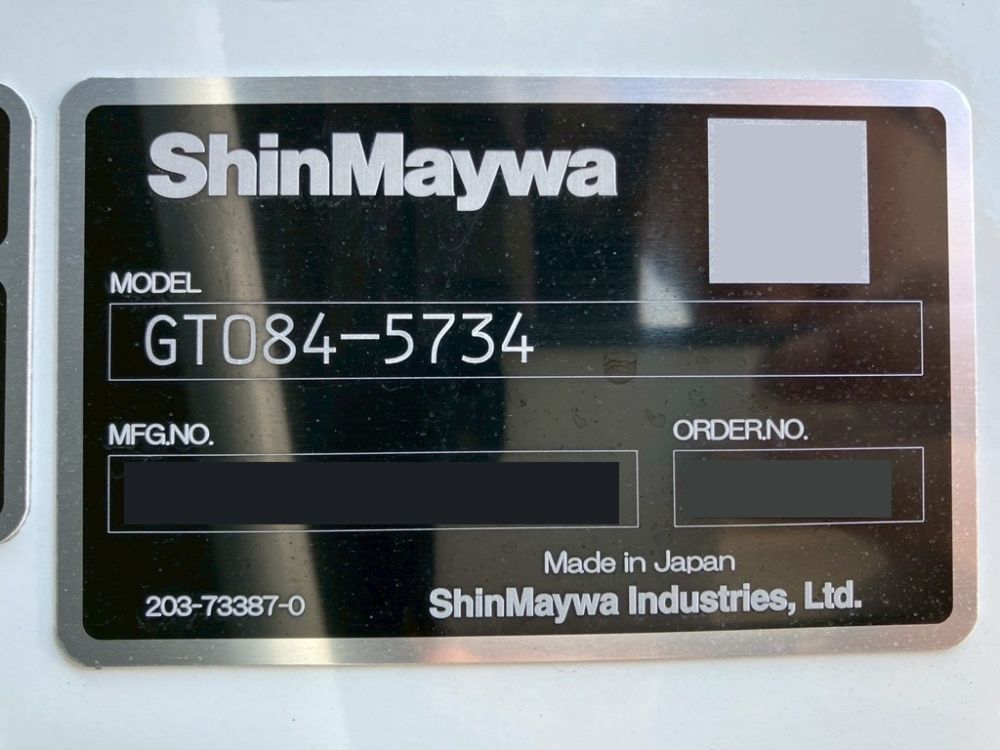 ShinMaywa
MODEL
GT084-5734
MFG.NO.
ORDER.NO.
Made in Japan
203-73387-0
ShinMaywa Industries, Ltd.